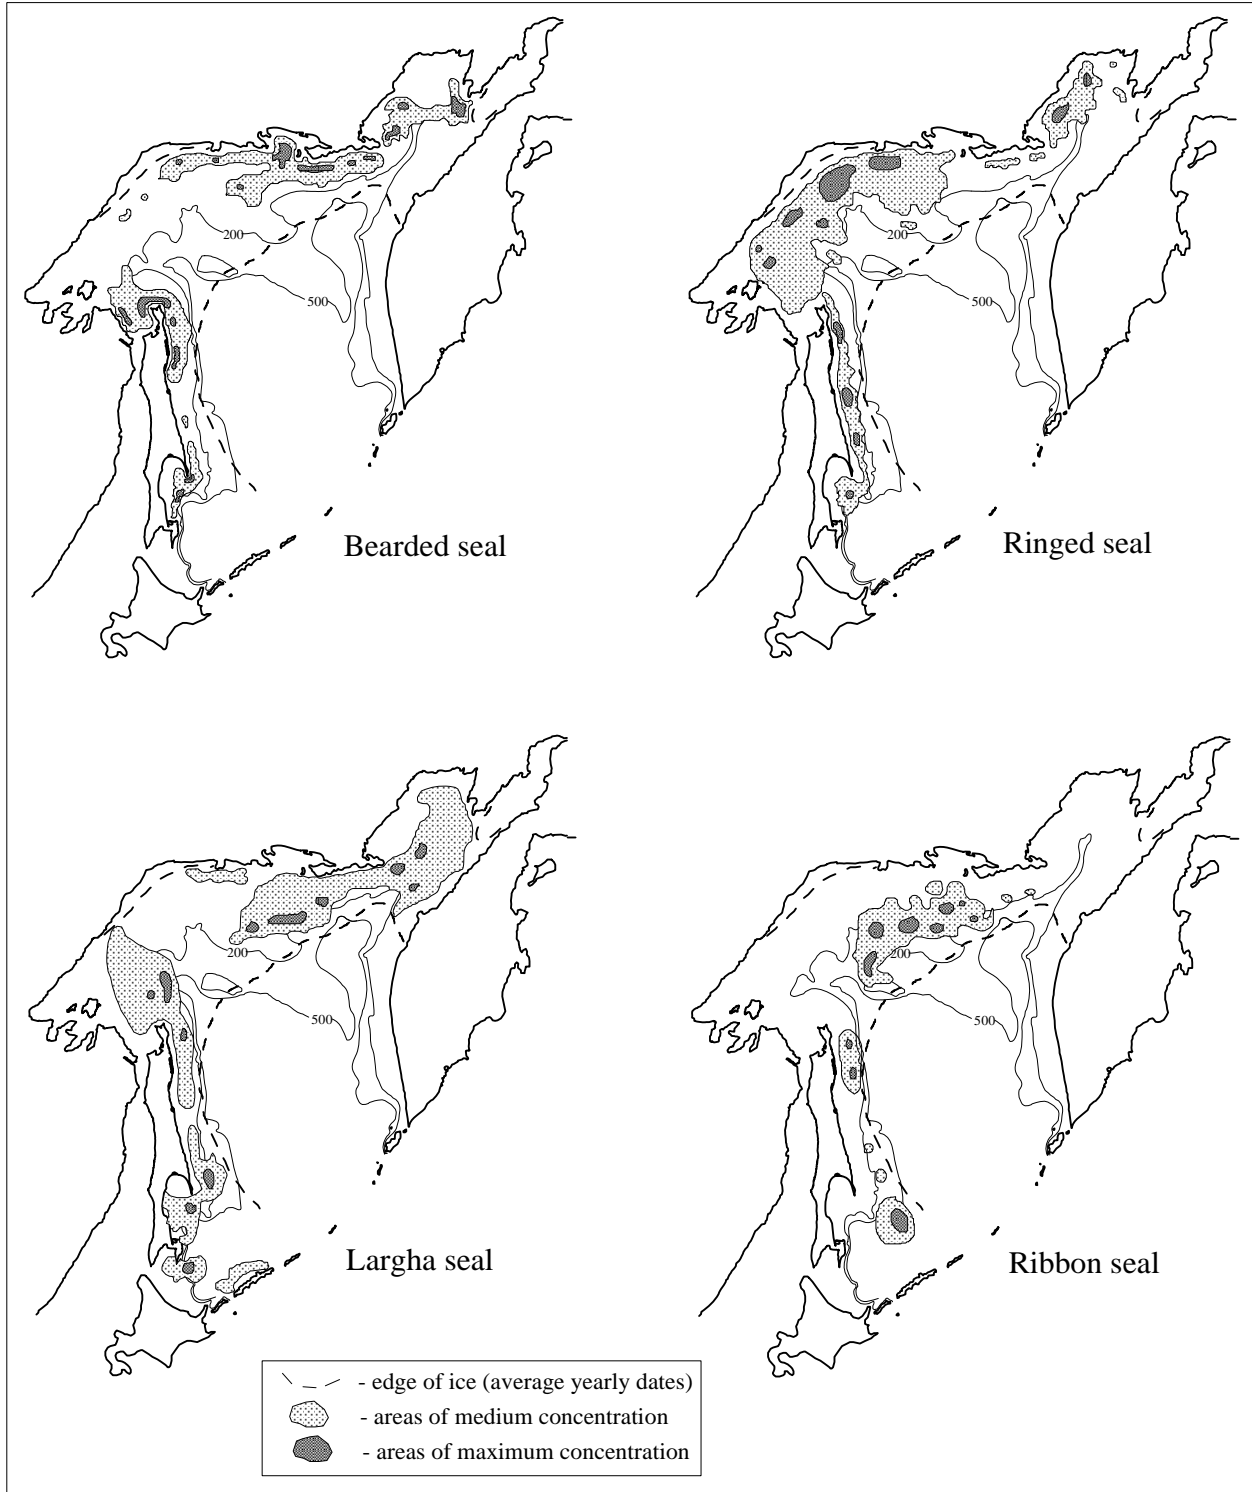 200
500
Bearded seal
200
500
Ringed seal
200
500
Largha seal
200
500
Ribbon seal
- edge of ice (average yearly dates)
- areas of medium concentration
- areas of maximum concentration